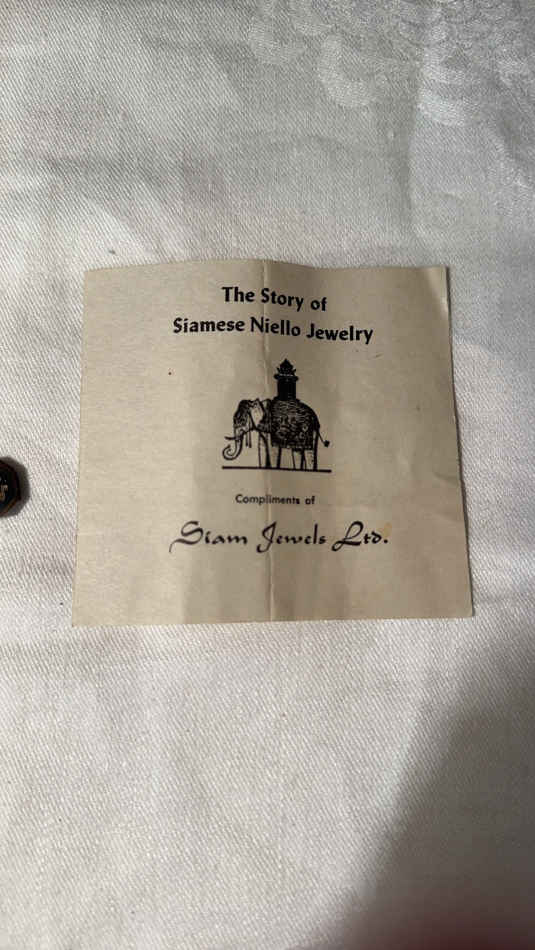 The Story of
Siamese Niello Jewelry
Compliments of
Siam Jewels Ltd.